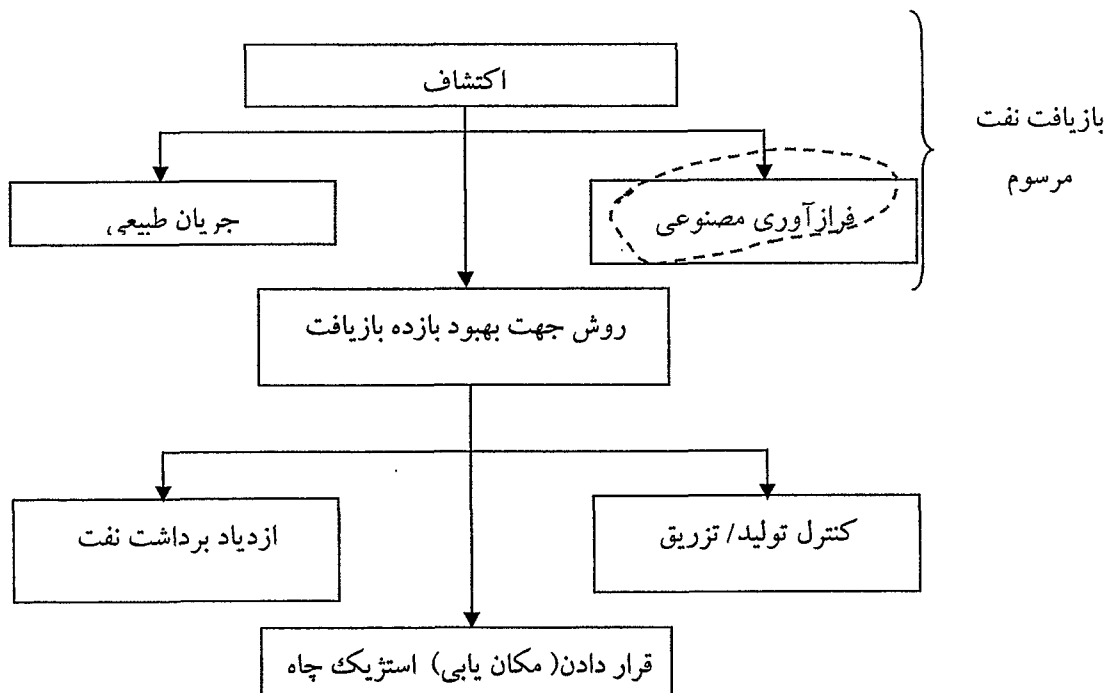 اکتشاف
بازیافت نفت
مرسوم
فرازآوری مصنوعی
جریان طبیعی
روش جهت بهبود بازده بازیافت
کنترل تولید/ تزریق
ازدیاد برداشت نفت
قرار دادن( مکان یابی) استژیک چاه